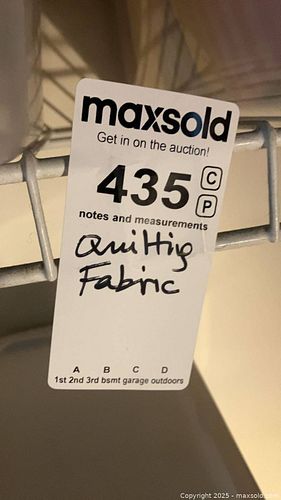 maxsold
Get in on the auction!
435 C
P
notes and measurements
Quiltig
Fabric
A B C D
1st 2nd 3rd bsmt garage outdoors
Copyright © 2025 - maxsold.com